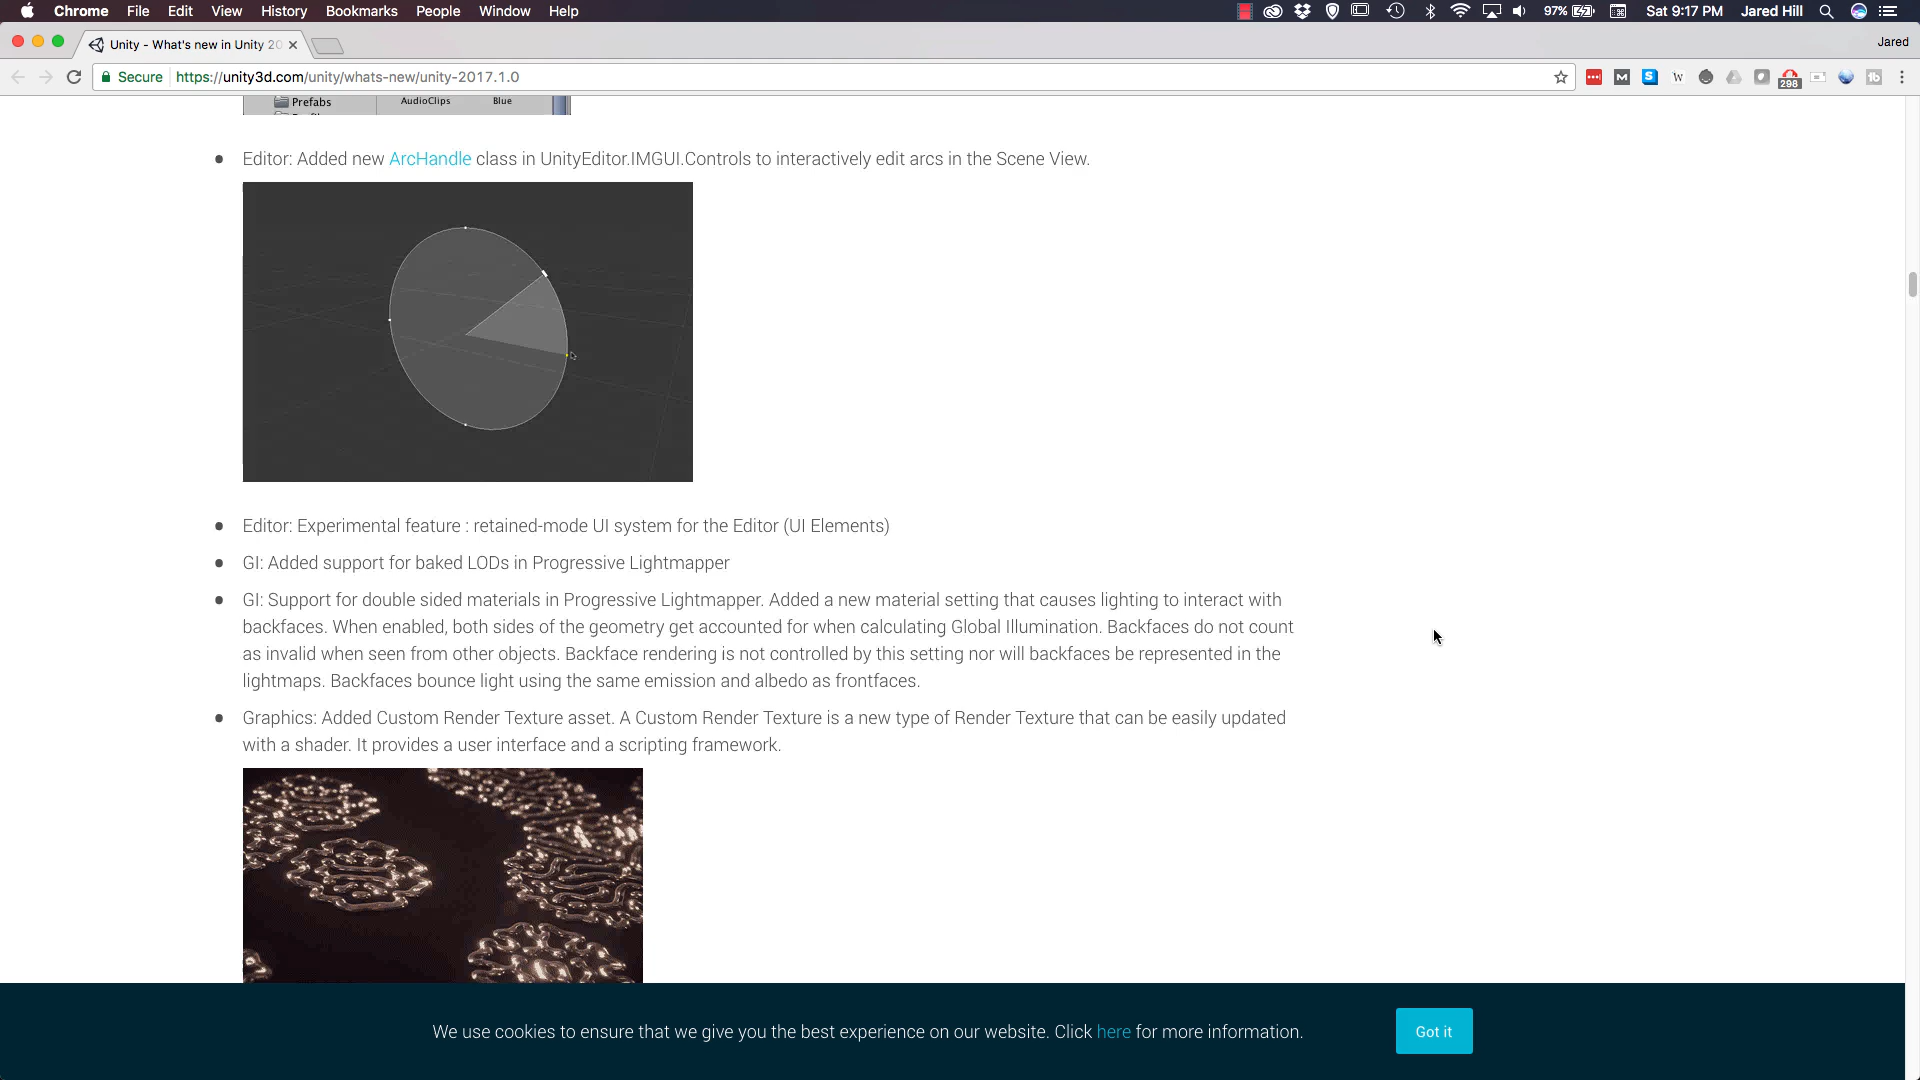 Chrome File Edit View History Bookmarks People Window Help 97% Sat 9:17 PM Jared Hill
Unity - What's new in Unity 20 Jared
Secure https://unity3d.com/unity/whats-new/unity-2017.1.0 298
Prefabs AudioClips Blue
Editor: Added new ArcHandle class in UnityEditor.IMGUI.Controls to interactively edit arcs in the Scene View.
Editor: Experimental feature : retained-mode UI system for the Editor (UI Elements)
GI: Added support for baked LODs in Progressive Lightmapper
GI: Support for double sided materials in Progressive Lightmapper. Added a new material setting that causes lighting to interact with
backfaces. When enabled, both sides of the geometry get accounted for when calculating Global Illumination. Backfaces do not count
as invalid when seen from other objects. Backface rendering is not controlled by this setting nor will backfaces be represented in the
lightmaps. Backfaces bounce light using the same emission and albedo as frontfaces.
Graphics: Added Custom Render Texture asset. A Custom Render Texture is a new type of Render Texture that can be easily updated
with a shader. It provides a user interface and a scripting framework.
We use cookies to ensure that we give you the best experience on our website. Click here for more information. Got it